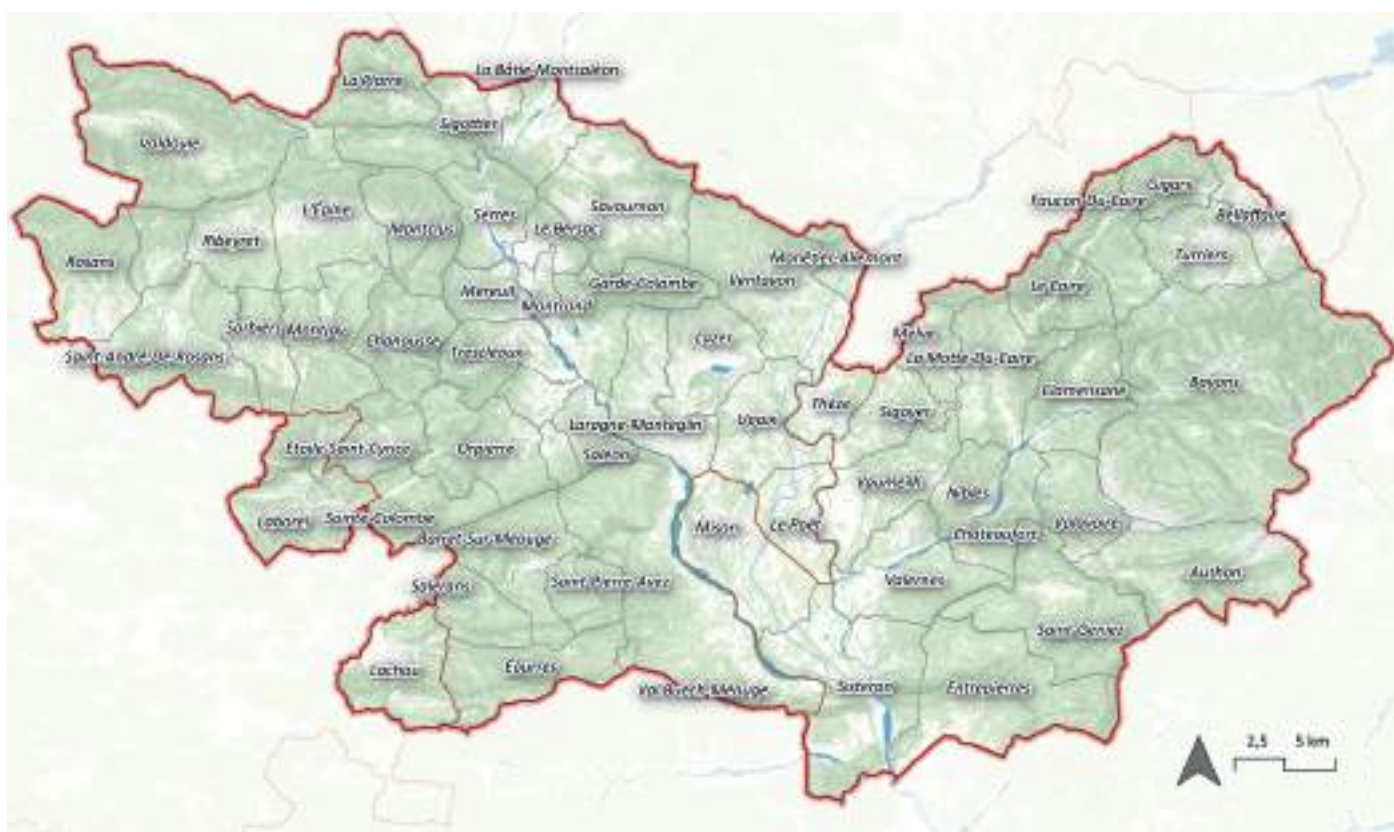 La Bâtie-Montsaléon
La Piarre
Sigottier
Valdoule
Faucon-Du-Caire
Gigors
Bellaffaire
L'Épine
Serres
Savournon
Montclus
Le Bersac
Ribeyret
Rosans
Turriers
Monêtier-Allemont
Garde-Colombe
Ventavon
Le Caire
Méreuil
Montrond
Sorbiers
Montjay
Chanousse
Trescléoux
Lazer
Melve
La Motte-Du-Caire
Saint-André-De-Rosans
Clamensane
Bayons
Thèze
Sigoyer
Upaix
Laragne-Montéglin
Étoile-Saint-Cyrice
Orpierre
Saléon
Vaumeilh
Nibles
Laborel
Sainte-Colombe
Mison
Le Poët
Châteaufort
Valavoire
Barret-Sur-Méouge
Salérans
Saint-Pierre-Avez
Valernes
Authon
Saint-Geniez
Lachau
Éourres
Val Buëch-Méouge
Sisteron
Entrepierres
2,5 5 km